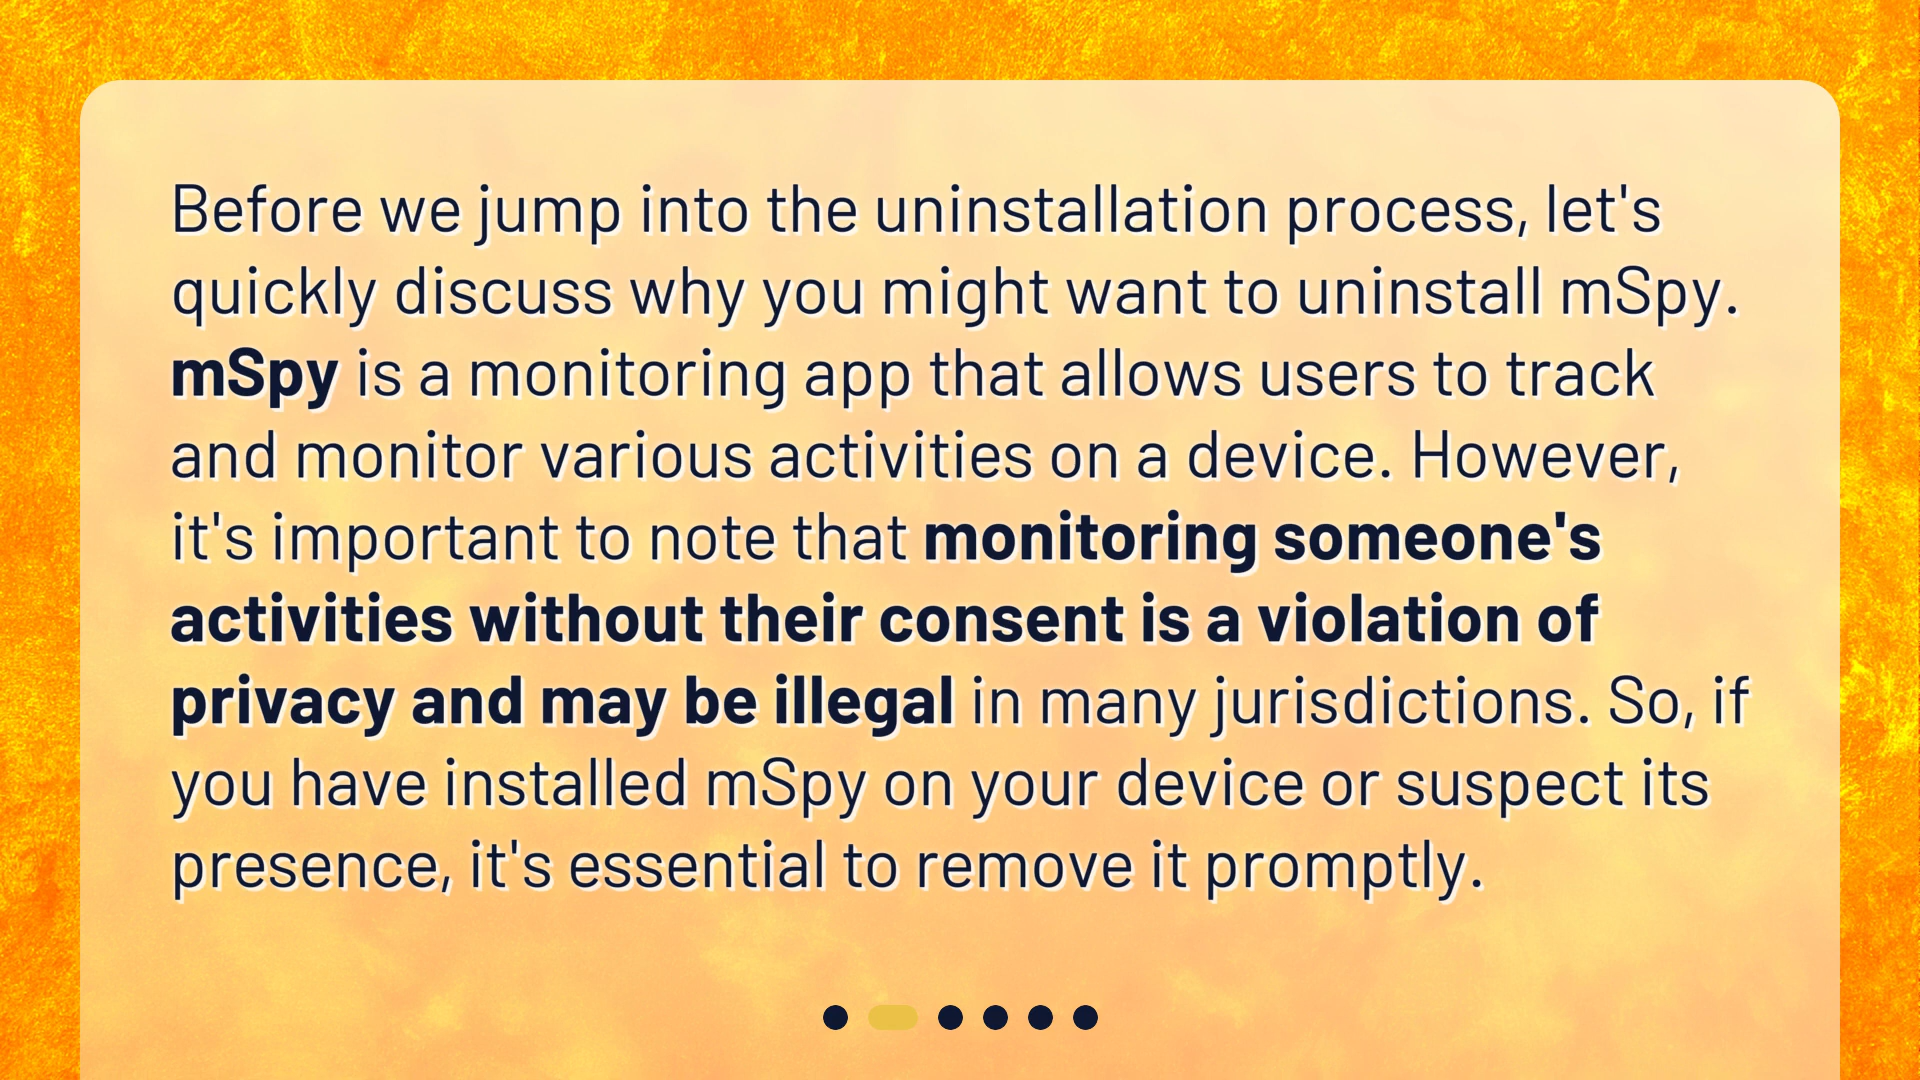 Before we jump into the uninstallation process, let's
quickly discuss why you might want to uninstall mSpy.
mSpy is a monitoring app that allows users to track
and monitor various activities on a device. However,
it's important to note that monitoring someone's
activities without their consent is a violation of
privacy and may be illegal in many jurisdictions. So, if
you have installed mSpy on your device or suspect its
presence, it's essential to remove it promptly.